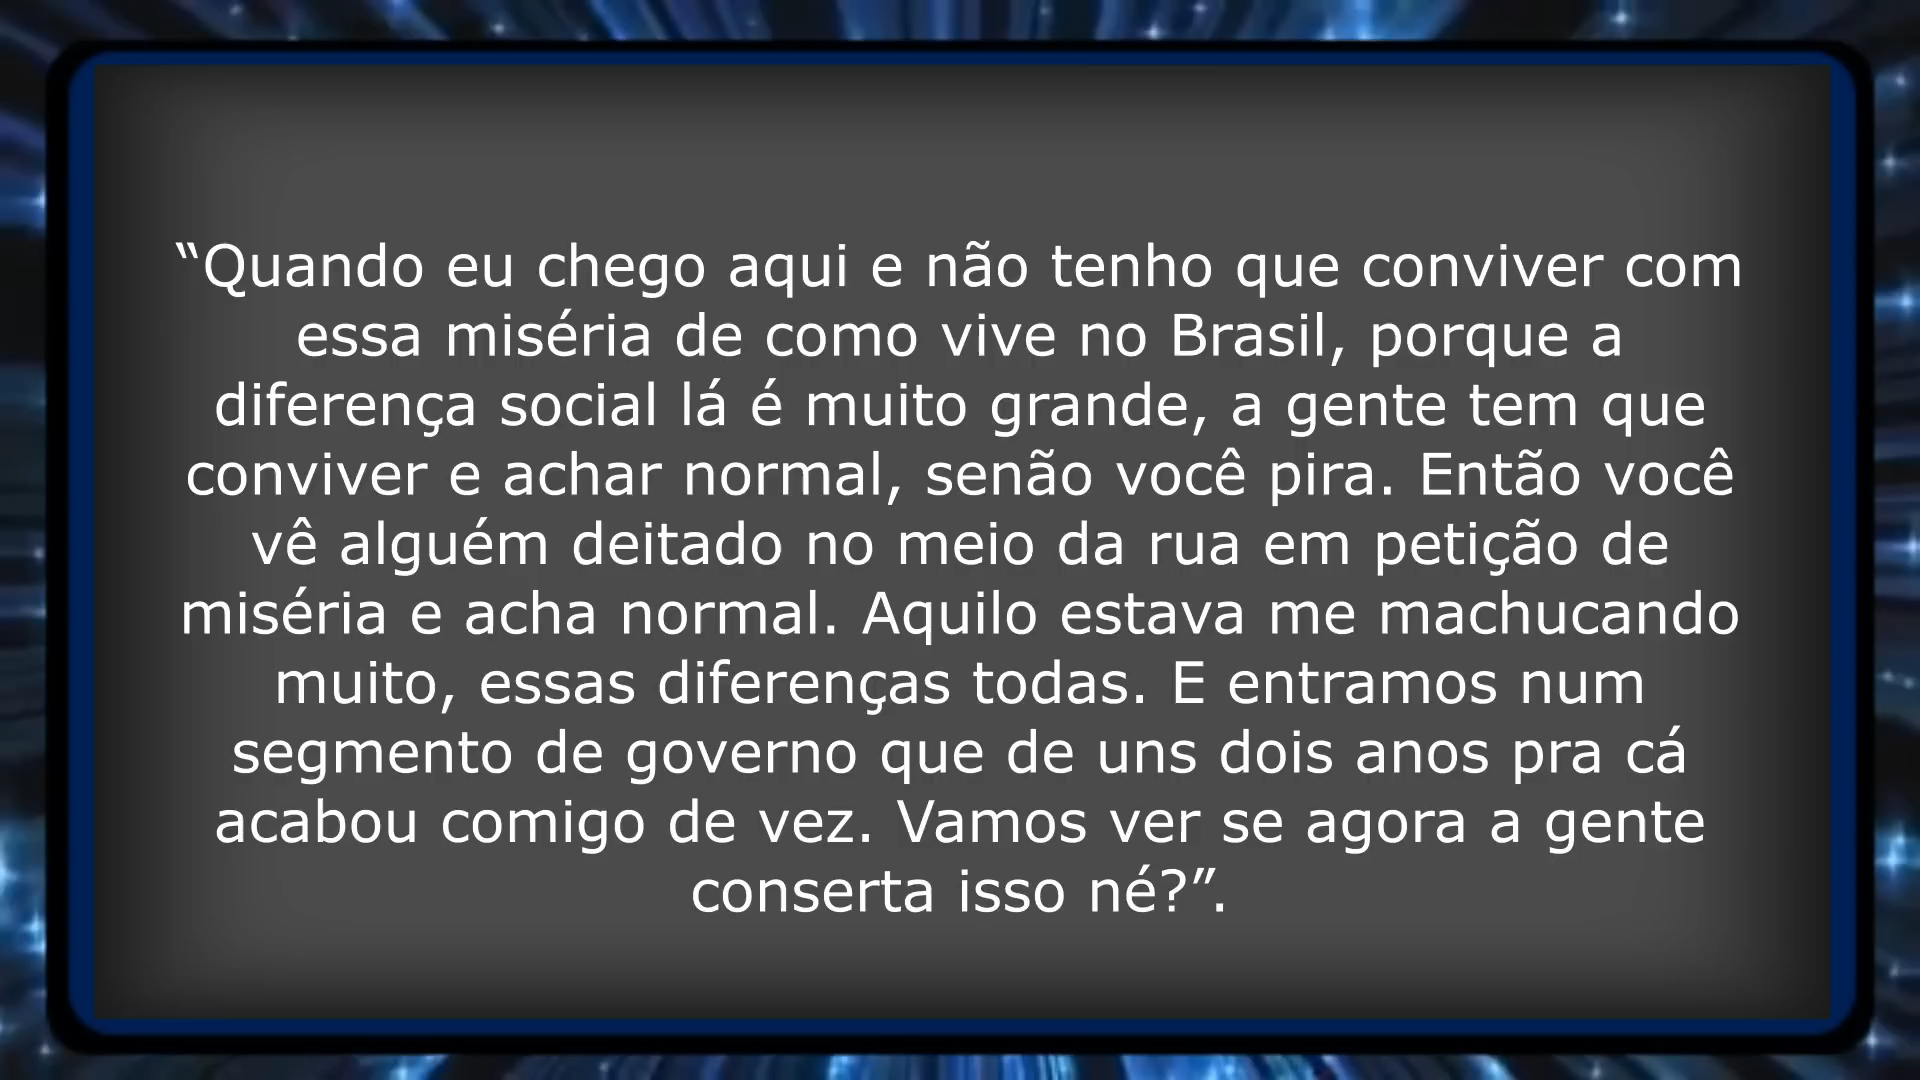 “Quando eu chego aqui e não tenho que conviver com
essa miséria de como vive no Brasil, porque a
diferença social lá é muito grande, a gente tem que
conviver e achar normal, senão você pira. Então você
vê alguém deitado no meio da rua em petição de
miséria e acha normal. Aquilo estava me machucando
muito, essas diferenças todas. E entramos num
segmento de governo que de uns dois anos pra cá
acabou comigo de vez. Vamos ver se agora a gente
conserta isso né?”.